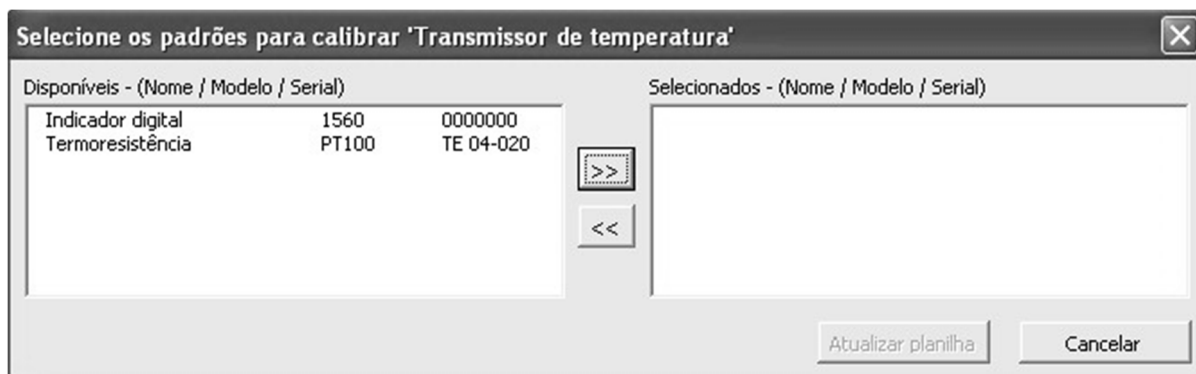 Selecione os padrões para calibrar 'Transmissor de temperatura'
Disponíveis - (Nome / Modelo / Serial)
Indicador digital 1560 0000000
Termoresistência PT100 TE 04-020
>>
<<
Selecionados - (Nome / Modelo / Serial)
Atualizar planilha
Cancelar